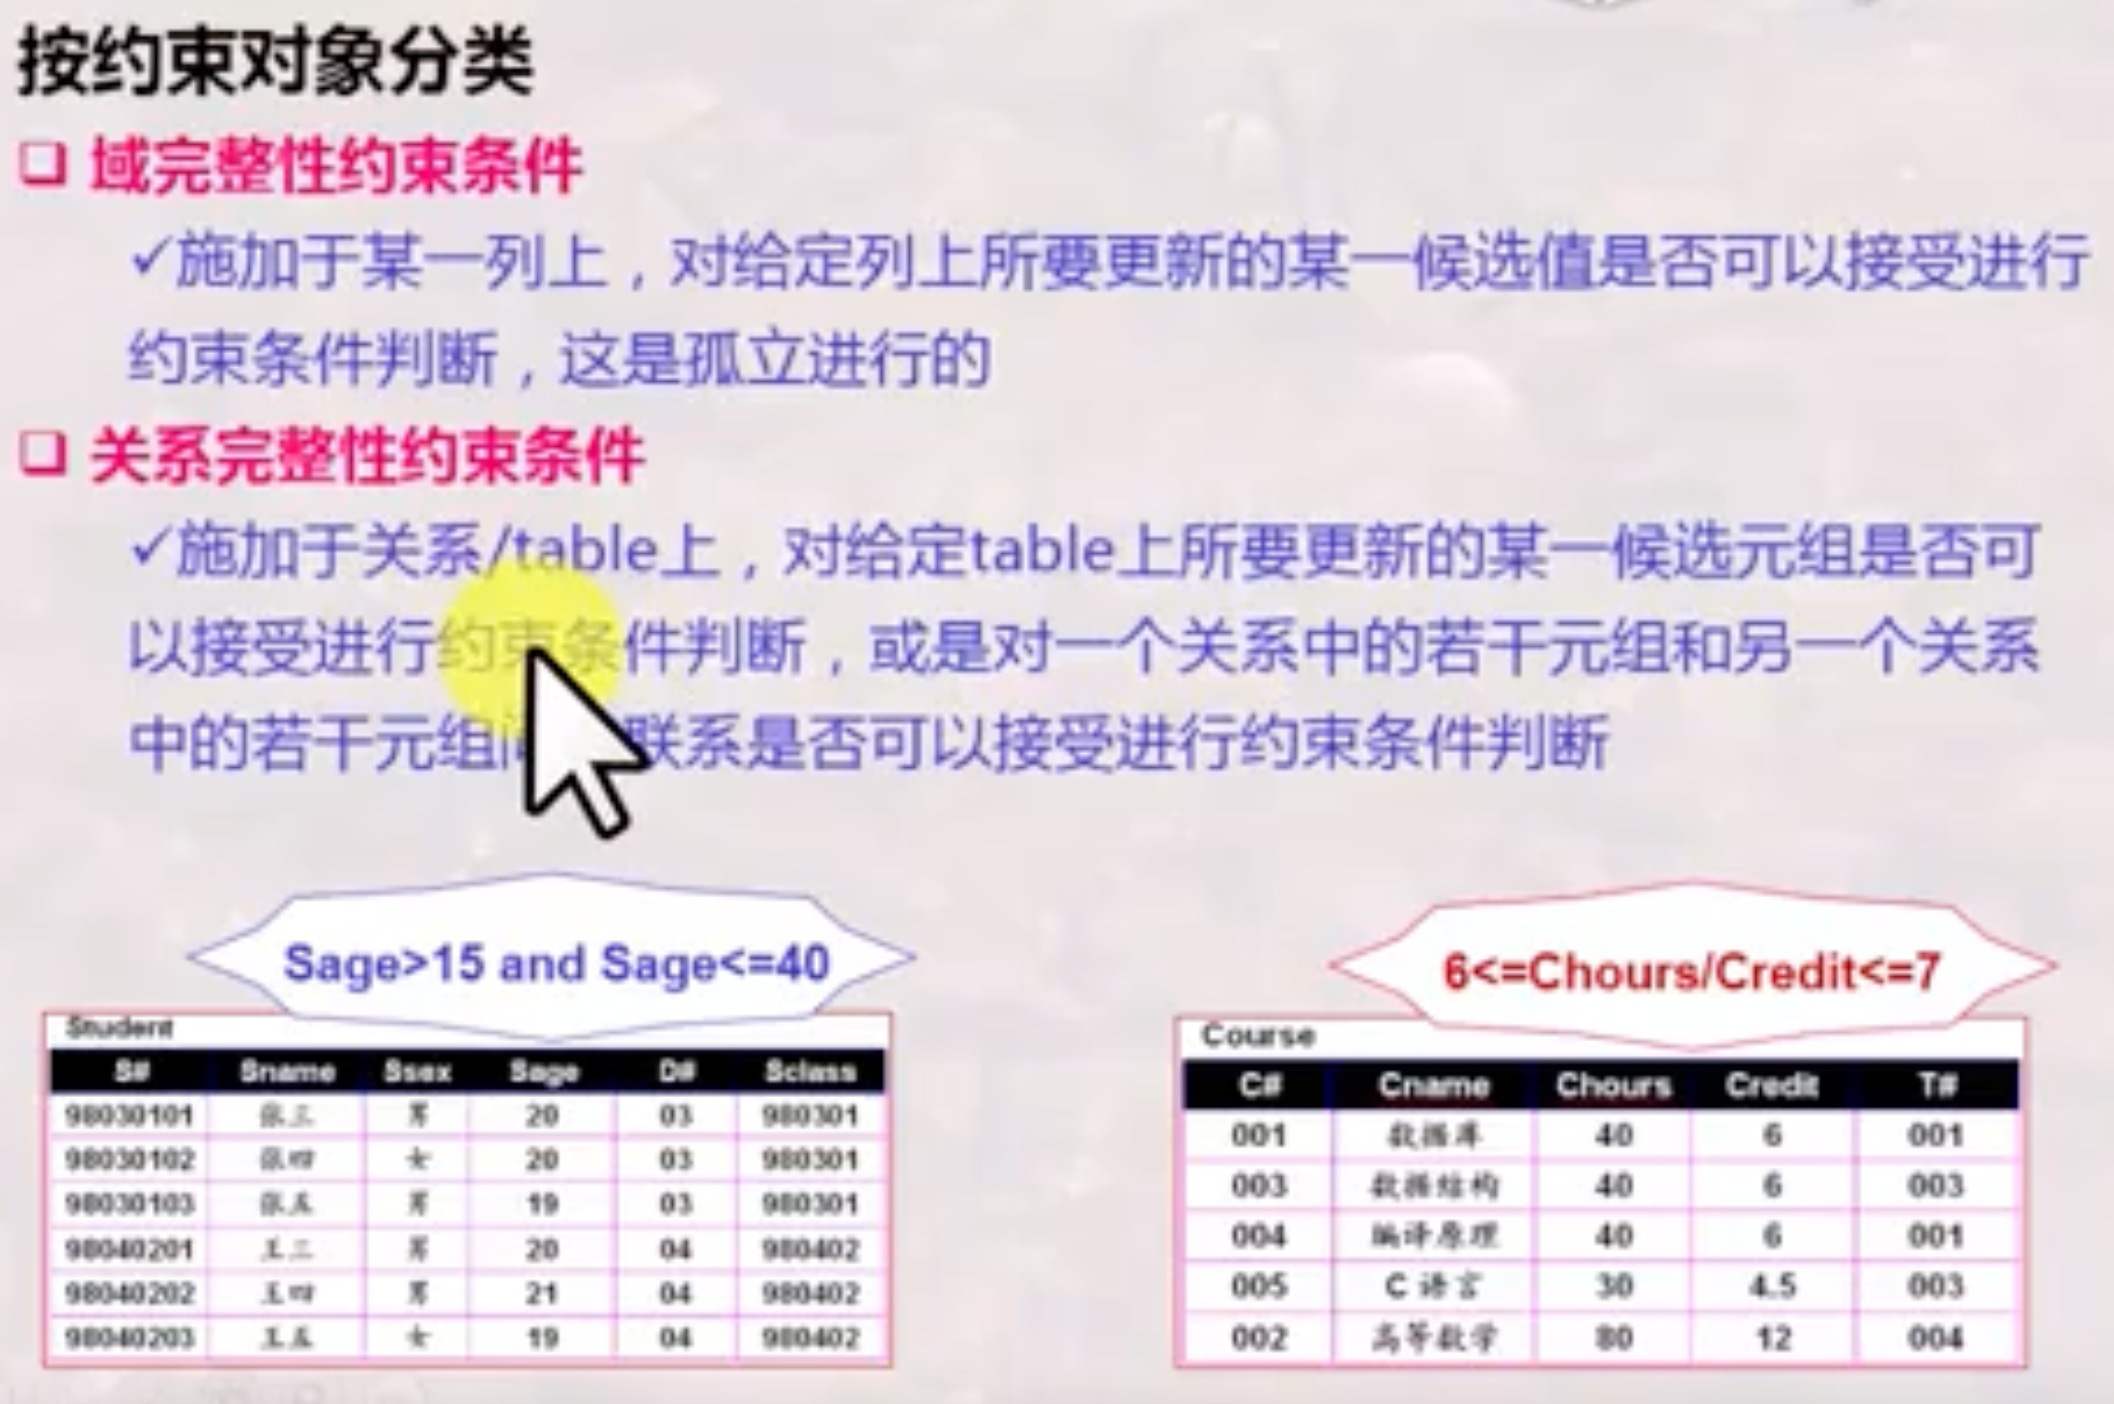 按约束对象分类
❑ 域完整性约束条件
✓施加于某一列上，对给定列上所要更新的某一候选值是否可以接受进行
约束条件判断，这是孤立进行的
❑ 关系完整性约束条件
✓施加于关系/table上，对给定table上所要更新的某一候选元组是否可
以接受进行约束条件判断，或是对一个关系中的若干元组和另一个关系
中的若干元组 联系是否可以接受进行约束条件判断
Sage>15 and Sage<=40
Student
S# Sname Ssex Sage D# Sclass
98030101 张三 男 20 03 980301
98030102 张四 女 20 03 980301
98030103 张五 男 19 03 980301
98040201 王三 男 20 04 980402
98040202 王四 男 21 04 980402
98040203 王五 女 19 04 980402
6<=Chours/Credit<=7
Course
C# Cname Chours Credit T#
001 数据库 40 6 001
003 数据结构 40 6 003
004 编译原理 40 6 001
005 C 语言 30 4.5 003
002 高等数学 80 12 004